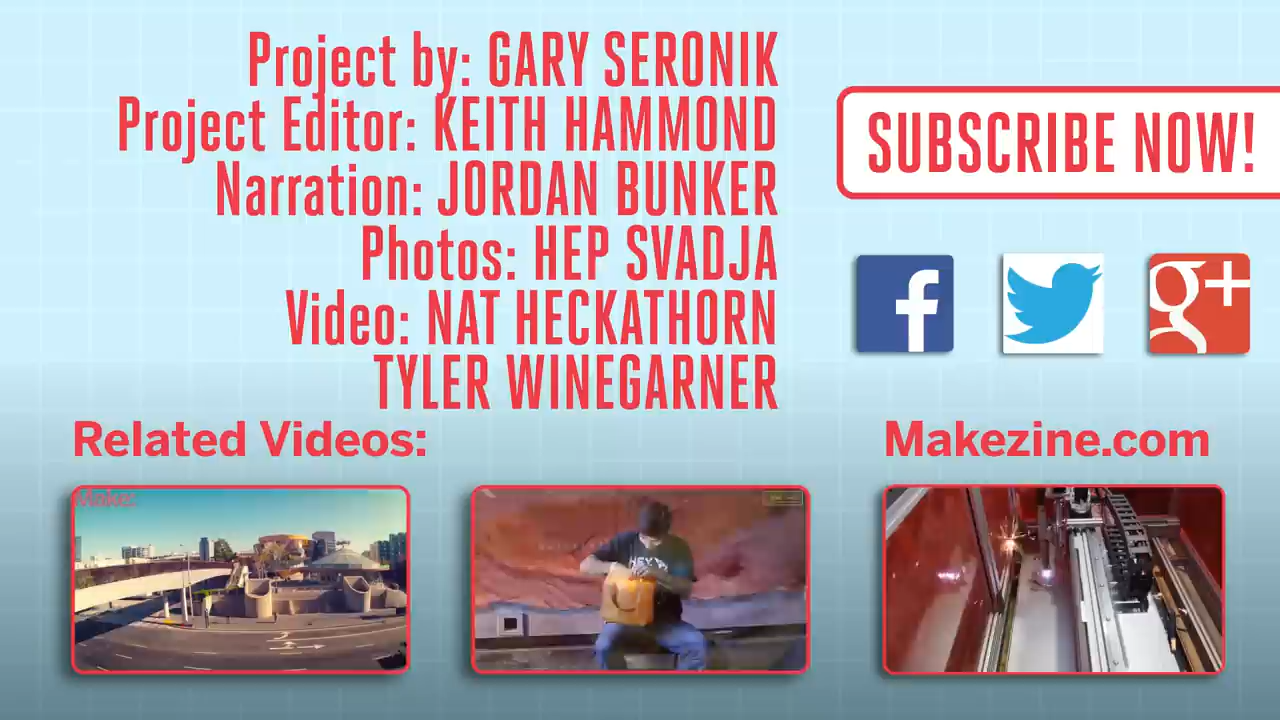 Project by: GARY SERONIK
Project Editor: KEITH HAMMOND
Narration: JORDAN BUNKER
Photos: HEP SVADJA
Video: NAT HECKATHORN
TYLER WINEGARNER
SUBSCRIBE NOW!
f
g+
Related Videos:
Makezine.com
Make: